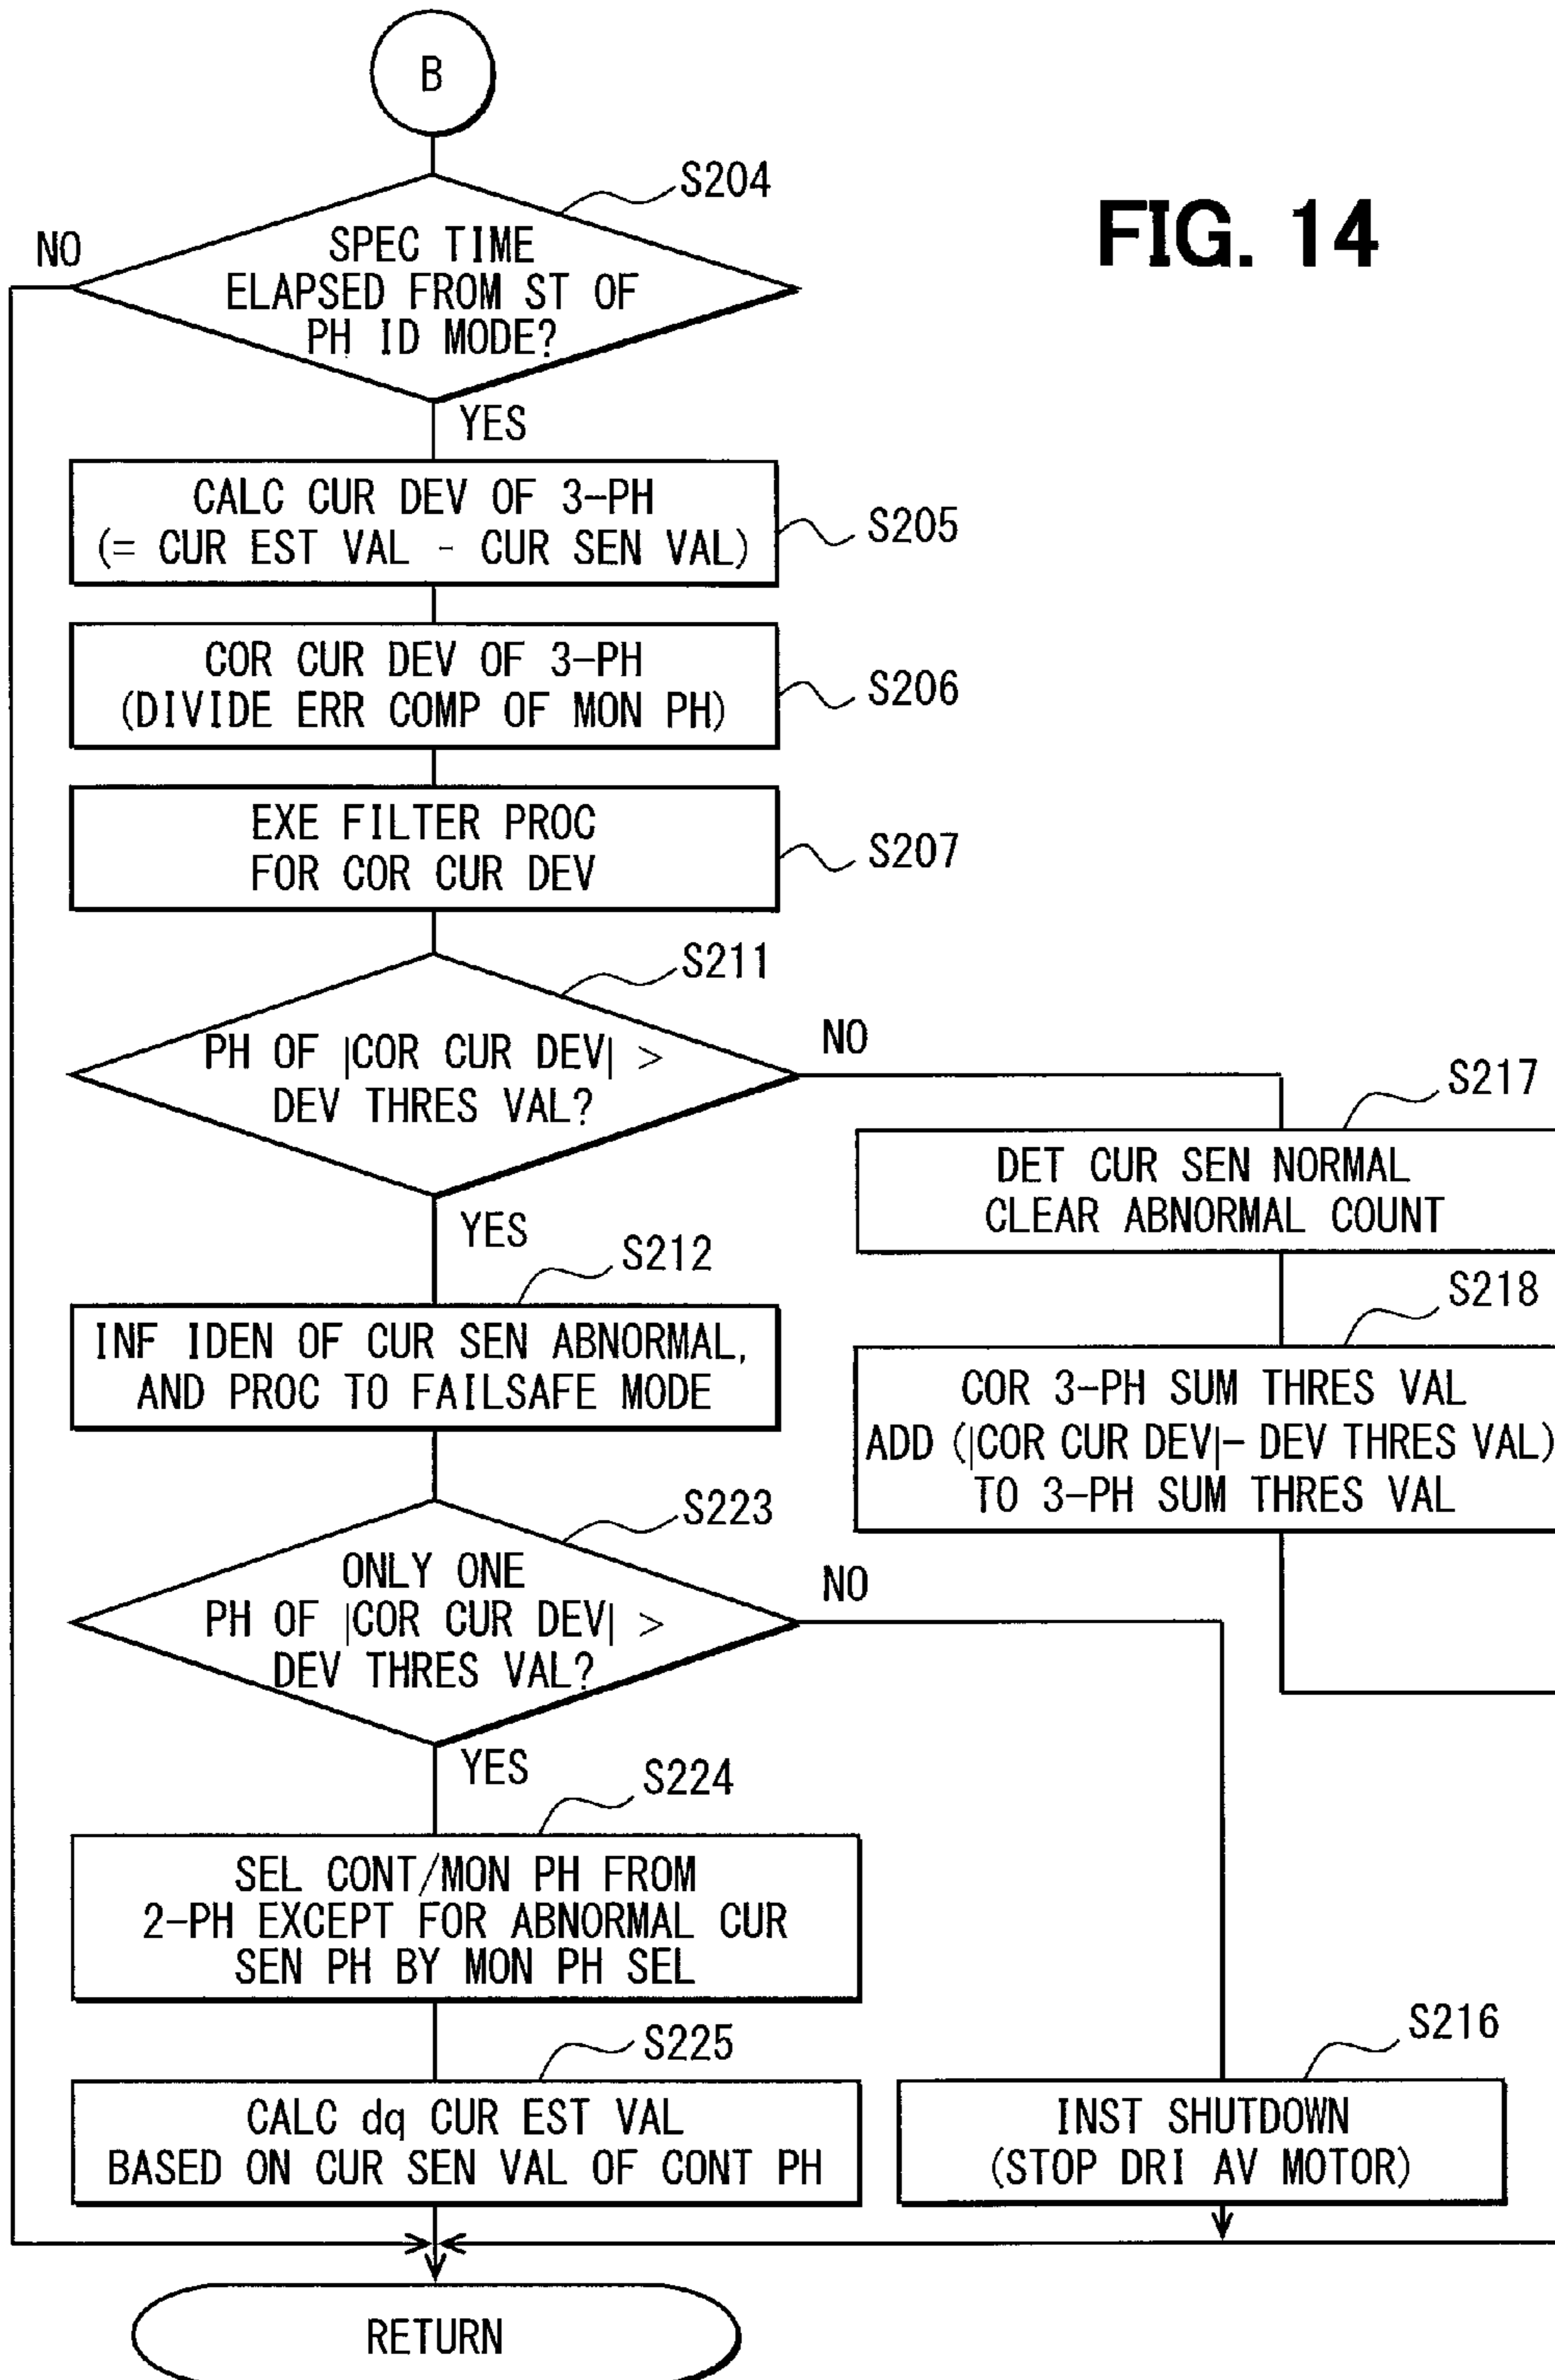 B
FIG. 14
S204
NO
SPEC TIME
ELAPSED FROM ST OF
PH ID MODE?
YES
CALC CUR DEV OF 3-PH
(= CUR EST VAL - CUR SEN VAL)
S205
COR CUR DEV OF 3-PH
(DIVIDE ERR COMP OF MON PH)
S206
EXE FILTER PROC
FOR COR CUR DEV
S207
S211
PH OF |COR CUR DEV| >
DEV THRES VAL?
NO
YES
S217
DET CUR SEN NORMAL
CLEAR ABNORMAL COUNT
S212
INF IDEN OF CUR SEN ABNORMAL,
AND PROC TO FAILSAFE MODE
S218
COR 3-PH SUM THRES VAL
ADD (|COR CUR DEV|- DEV THRES VAL)
TO 3-PH SUM THRES VAL
S223
ONLY ONE
PH OF |COR CUR DEV| >
DEV THRES VAL?
NO
YES
S224
SEL CONT/MON PH FROM
2-PH EXCEPT FOR ABNORMAL CUR
SEN PH BY MON PH SEL
S225
CALC dq CUR EST VAL
BASED ON CUR SEN VAL OF CONT PH
S216
INST SHUTDOWN
(STOP DRI AV MOTOR)
RETURN